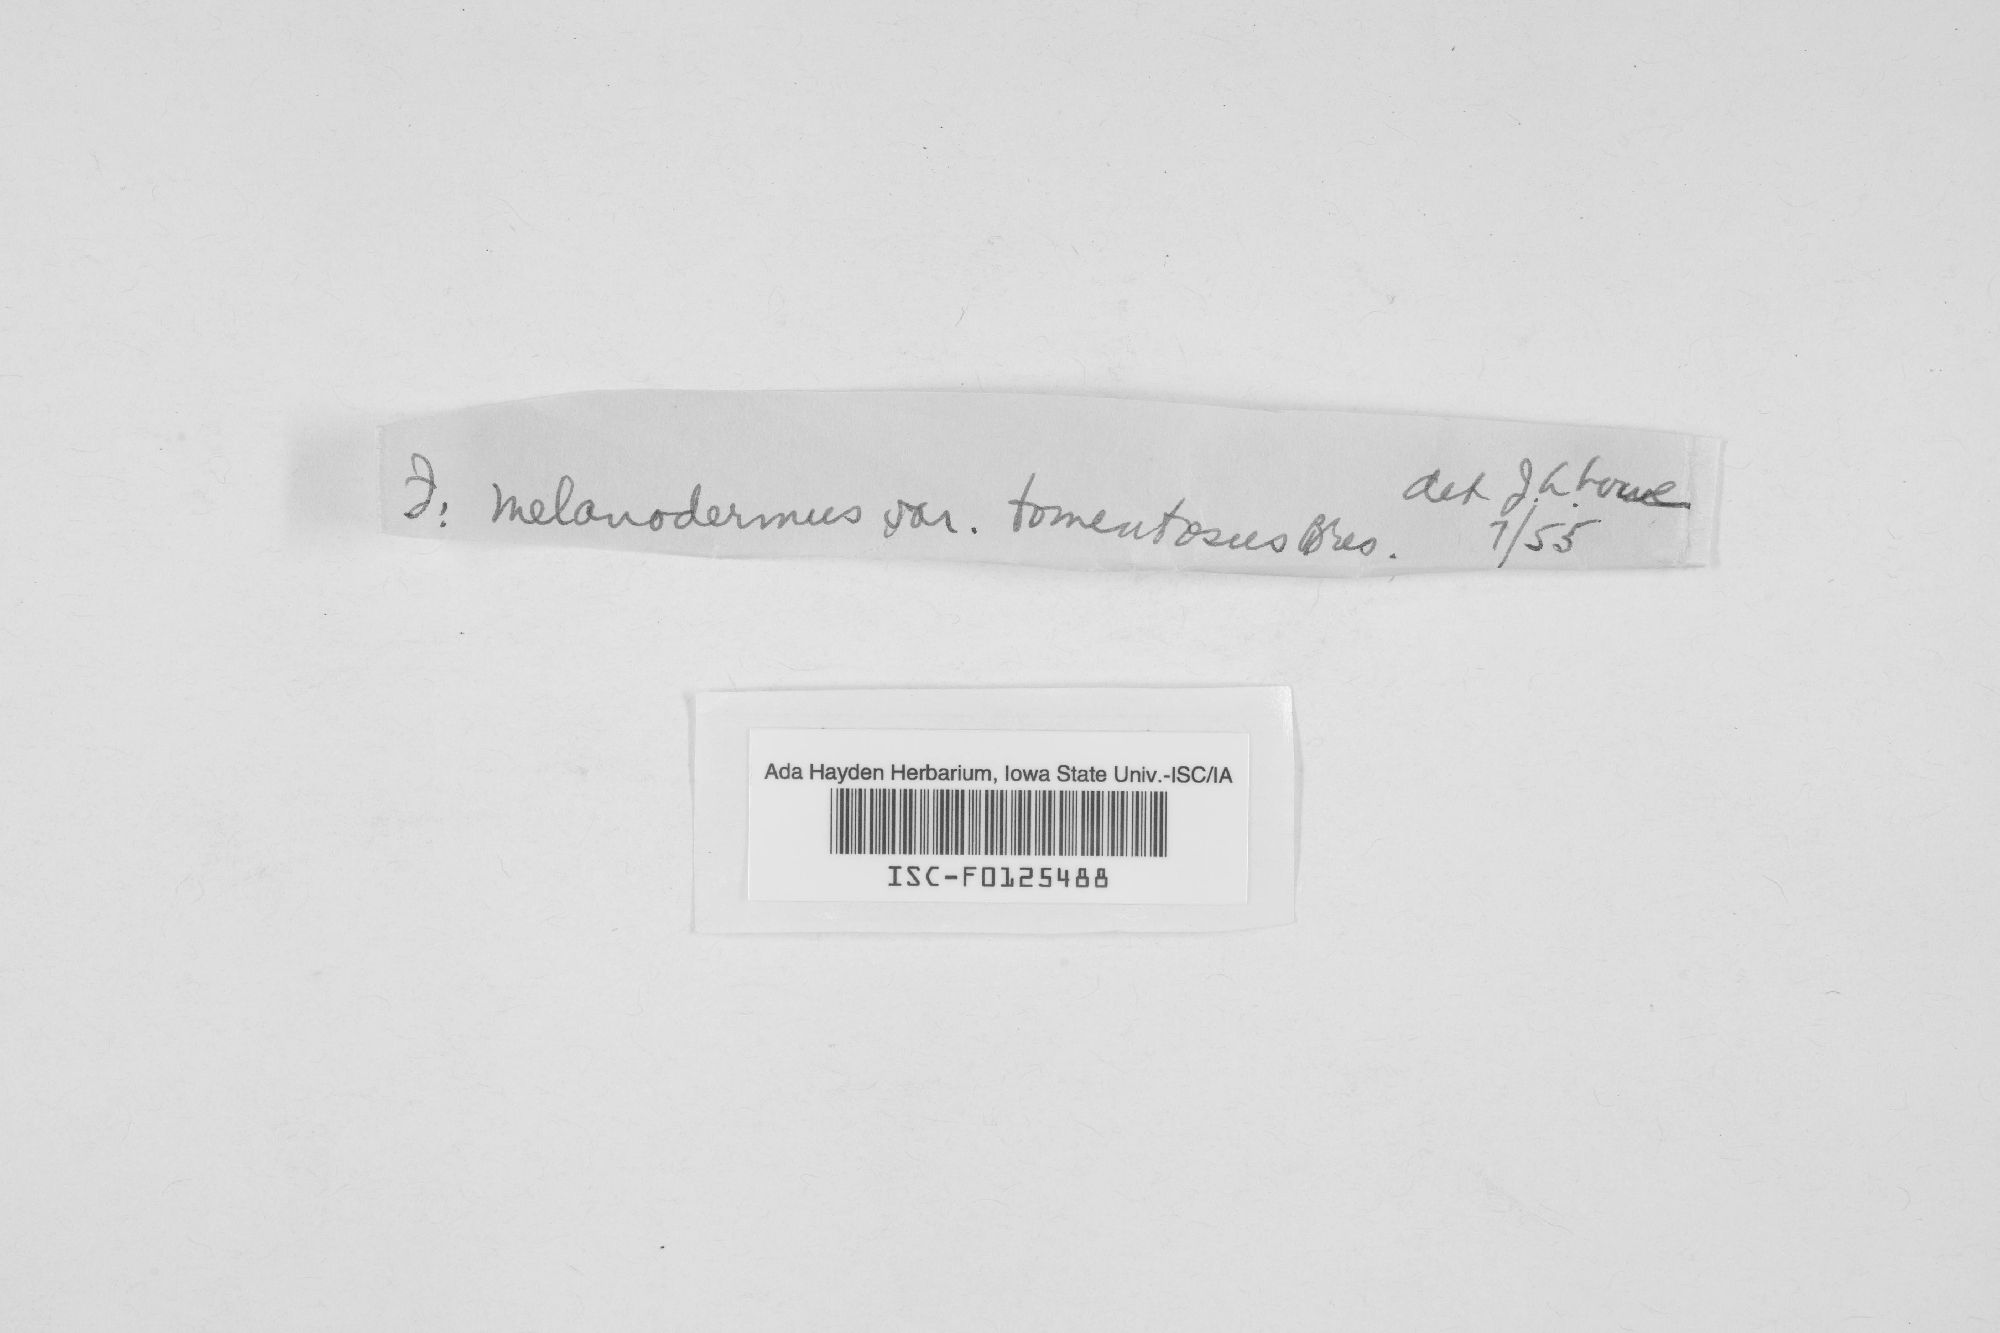 F. melanodermus var. tomentosus Bres. det J.L. Lowe
7/55
Ada Hayden Herbarium, Iowa State Univ.-ISC/IA
ISC-F0125488